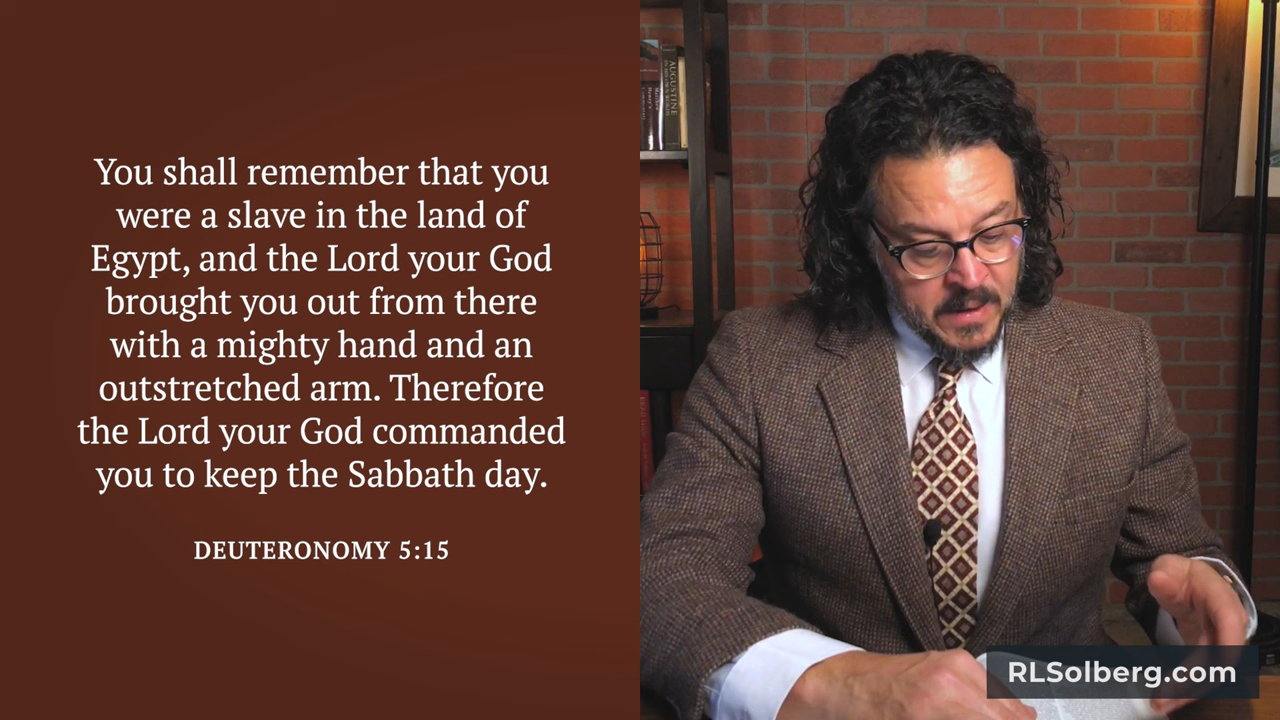 You shall remember that you
were a slave in the land of
Egypt, and the Lord your God
brought you out from there
with a mighty hand and an
outstretched arm. Therefore
the Lord your God commanded
you to keep the Sabbath day.
DEUTERONOMY 5:15
AUGUSTINE
RLSolberg.com